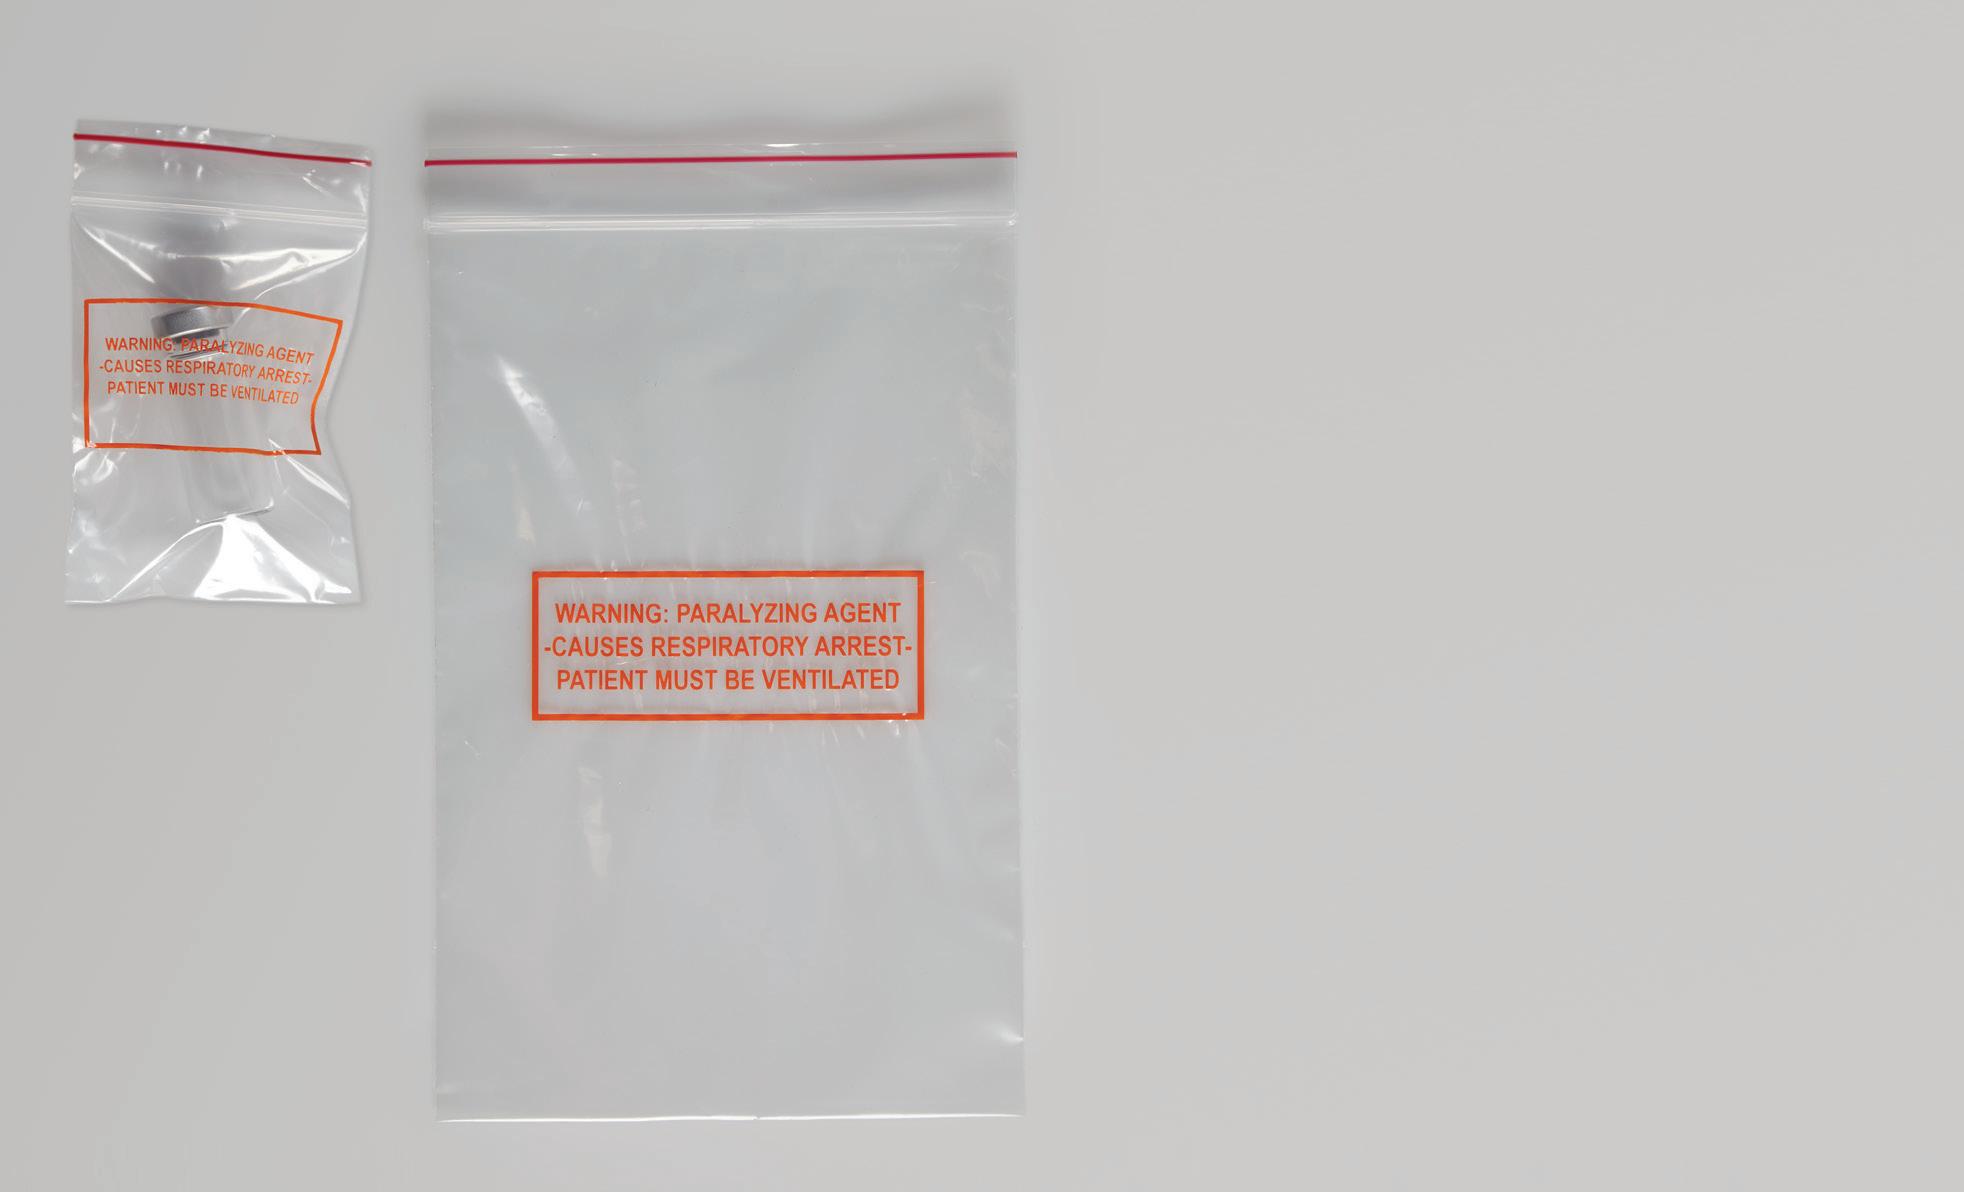 WARNING: PARALYZING AGENT
-CAUSES RESPIRATORY ARREST-
PATIENT MUST BE VENTILATED
WARNING: PARALYZING AGENT
-CAUSES RESPIRATORY ARREST-
PATIENT MUST BE VENTILATED